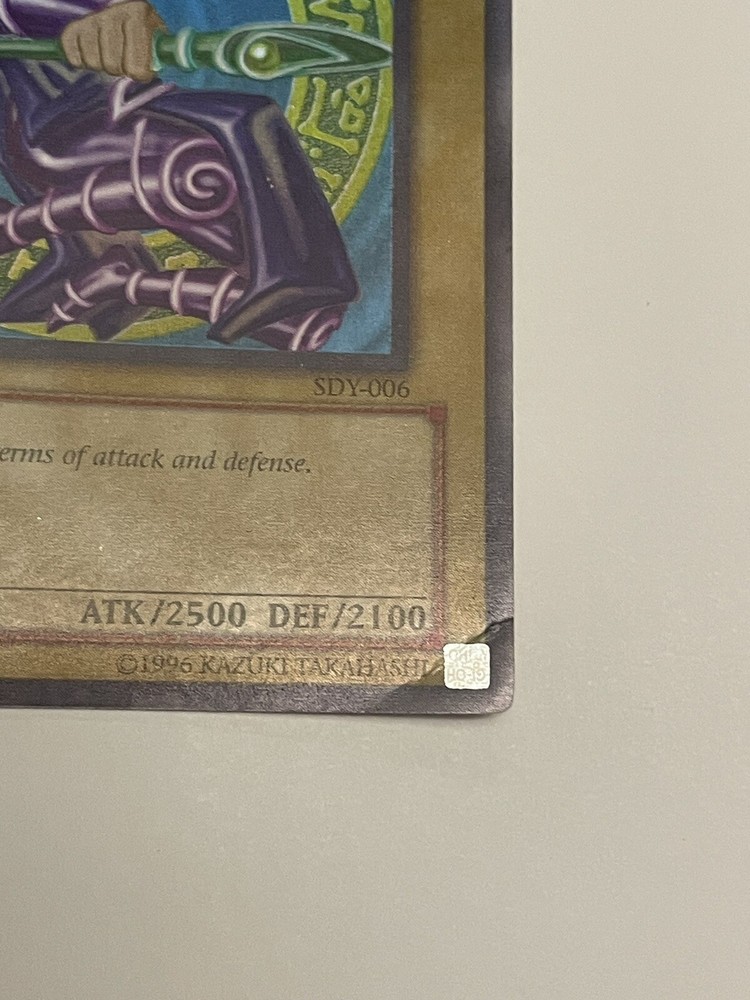 SDY-006
erms of attack and defense.
ATK/2500 DEF/2100
©1996 KAZUKI TAKAHASHI